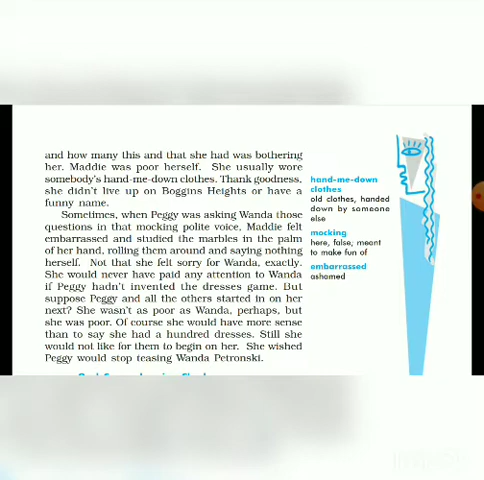 and how many this and that she had was bothering
her. Maddie was poor herself. She usually wore
somebody's hand-me-down clothes. Thank goodness,
she didn't live up on Boggins Heights or have a
funny name.
Sometimes, when Peggy was asking Wanda those
questions in that mocking polite voice, Maddie felt
embarrassed and studied the marbles in the palm
of her hand, rolling them around and saying nothing
herself. Not that she felt sorry for Wanda, exactly.
She would never have paid any attention to Wanda
if Peggy hadn't invented the dresses game. But
suppose Peggy and all the others started in on her
next? She wasn't as poor as Wanda, perhaps, but
she was poor. Of course she would have more sense
than to say she had a hundred dresses. Still she
would not like for them to begin on her. She wished
Peggy would stop teasing Wanda Petronski.
hand-me-down
clothes
old clothes, handed
down by someone
else
mocking
here, false; meant
to make fun of
embarrassed
ashamed